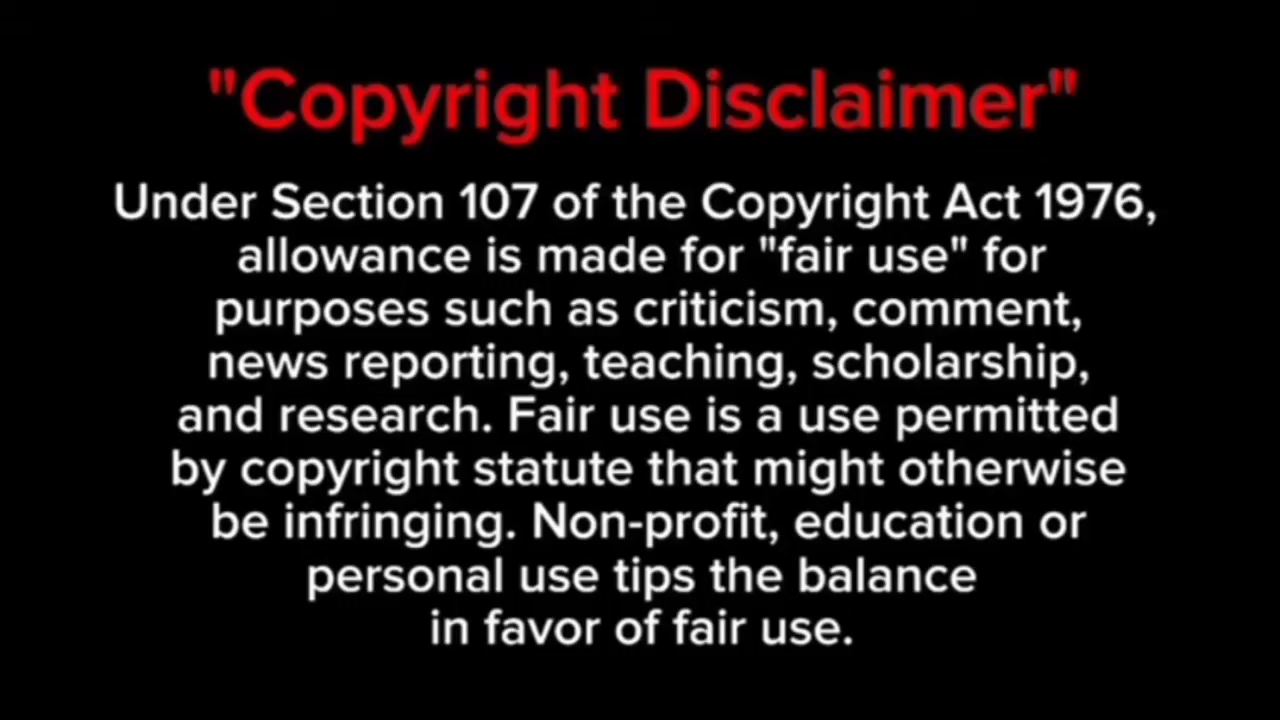 "Copyright Disclaimer"
Under Section 107 of the Copyright Act 1976,
allowance is made for "fair use" for
purposes such as criticism, comment,
news reporting, teaching, scholarship,
and research. Fair use is a use permitted
by copyright statute that might otherwise
be infringing. Non-profit, education or
personal use tips the balance
in favor of fair use.